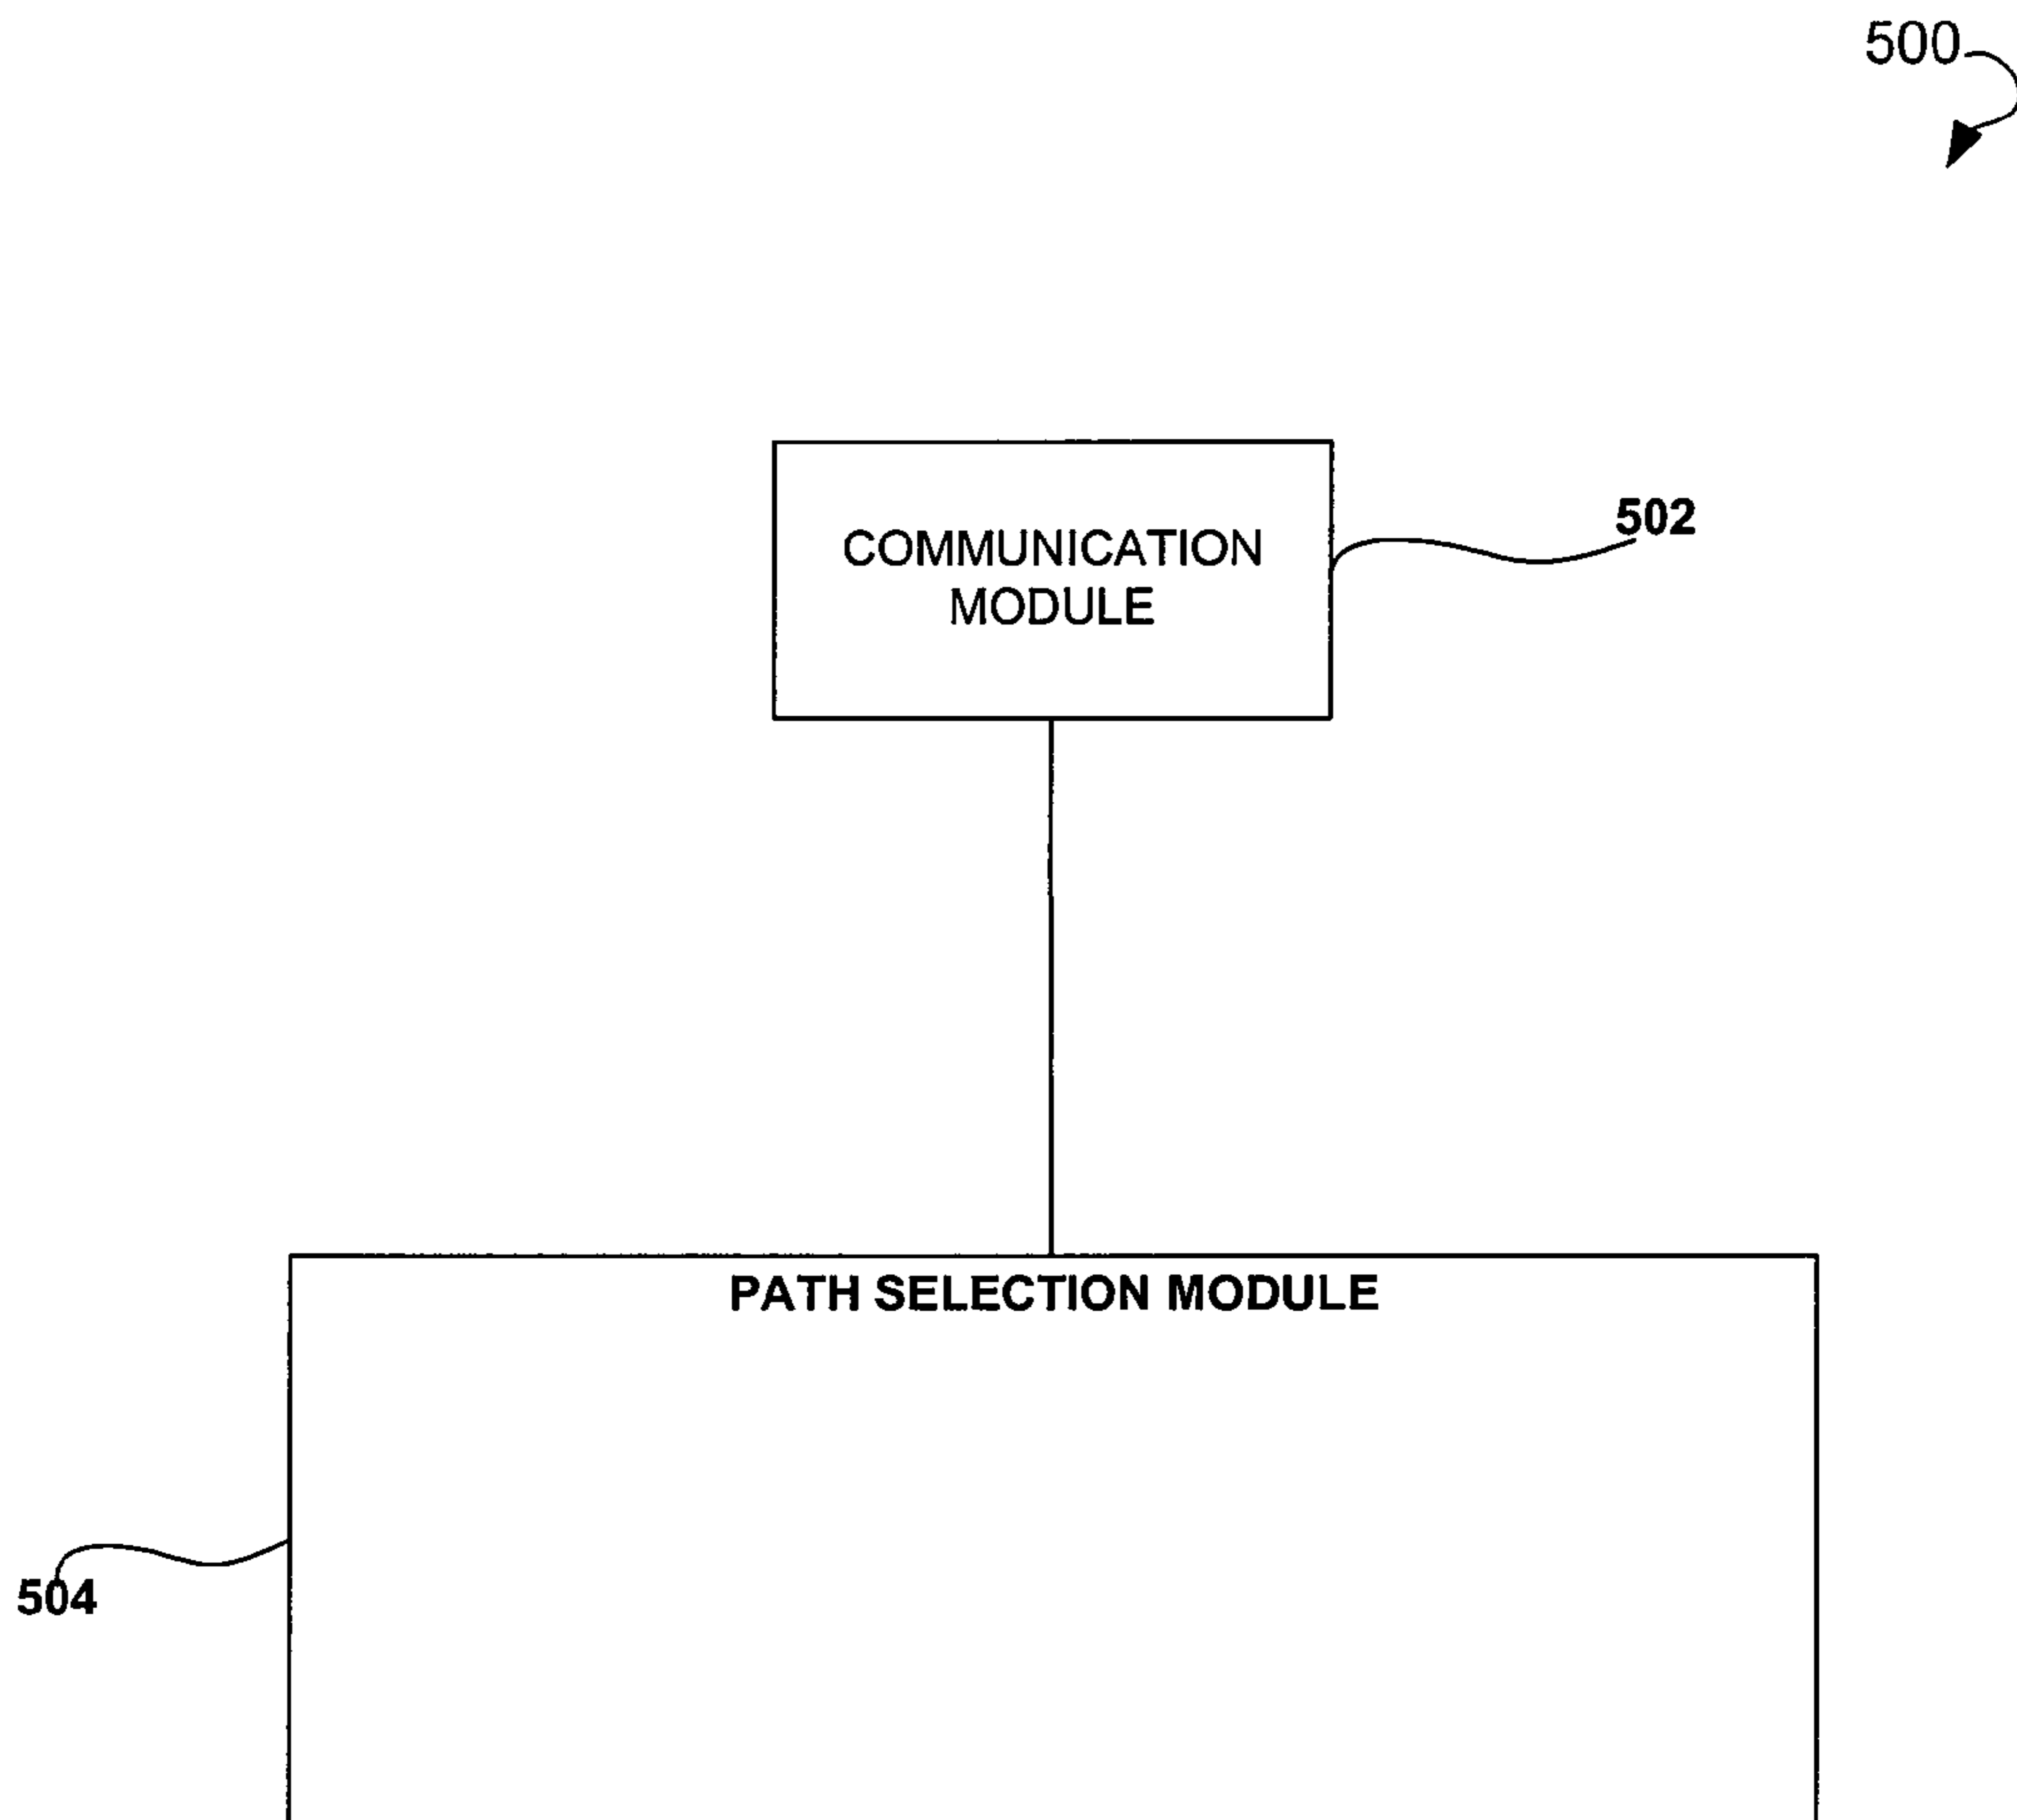 500
COMMUNICATION
MODULE
502
PATH SELECTION MODULE
504